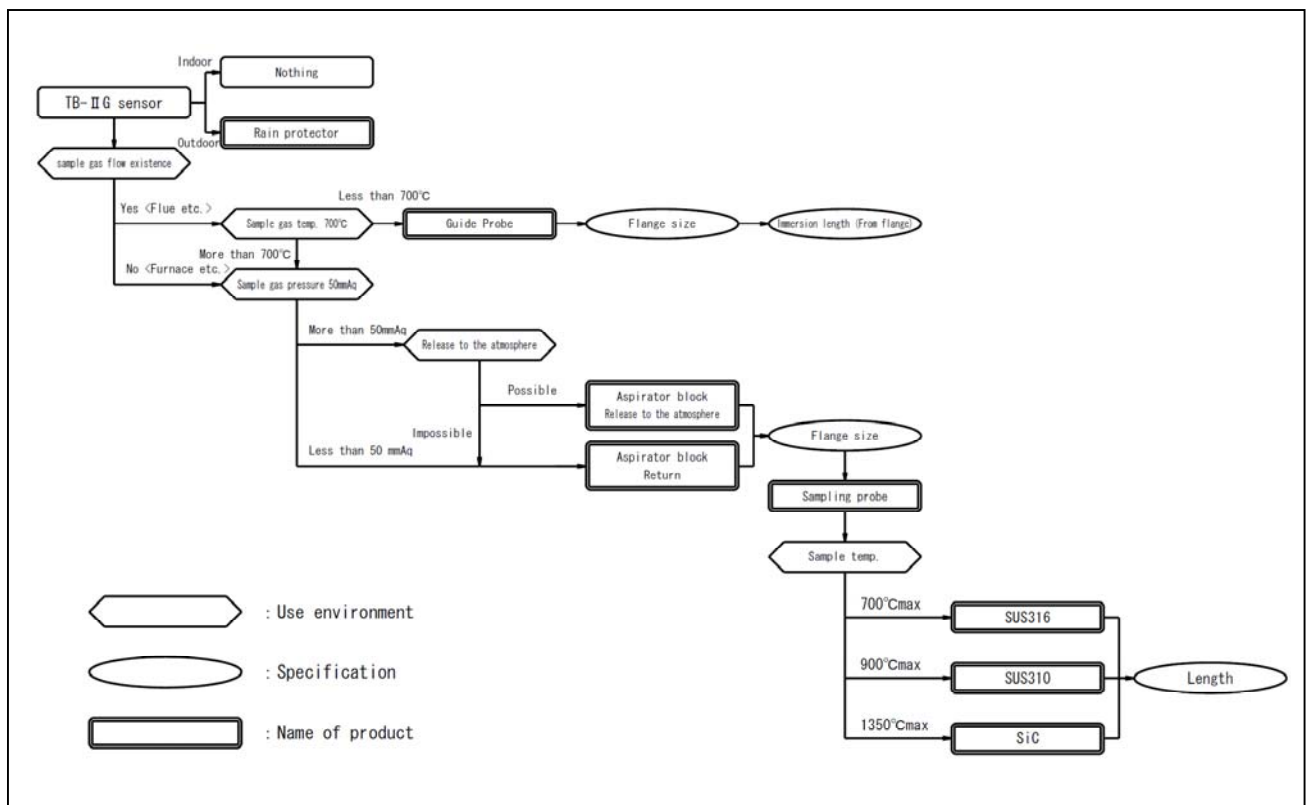 Indoor
Nothing
TB-ⅡG sensor
Rain protector
Outdoor
sample gas flow existence
Less than 700℃
Yes <Flue etc.>
Sample gas temp. 700℃
Guide Probe
Flange size
Immersion length (From flange)
More than 700℃
No <Furnace etc.>
Sample gas pressure 50mmAq
More than 50mmAq
Release to the atmosphere
Possible
Aspirator block
Release to the atmosphere
Impossible
Flange size
Less than 50 mmAq
Aspirator block
Return
Sampling probe
Sample temp.
700℃max
SUS316
: Use environment
900℃max
SUS310
Length
: Specification
1350℃max
SiC
: Name of product